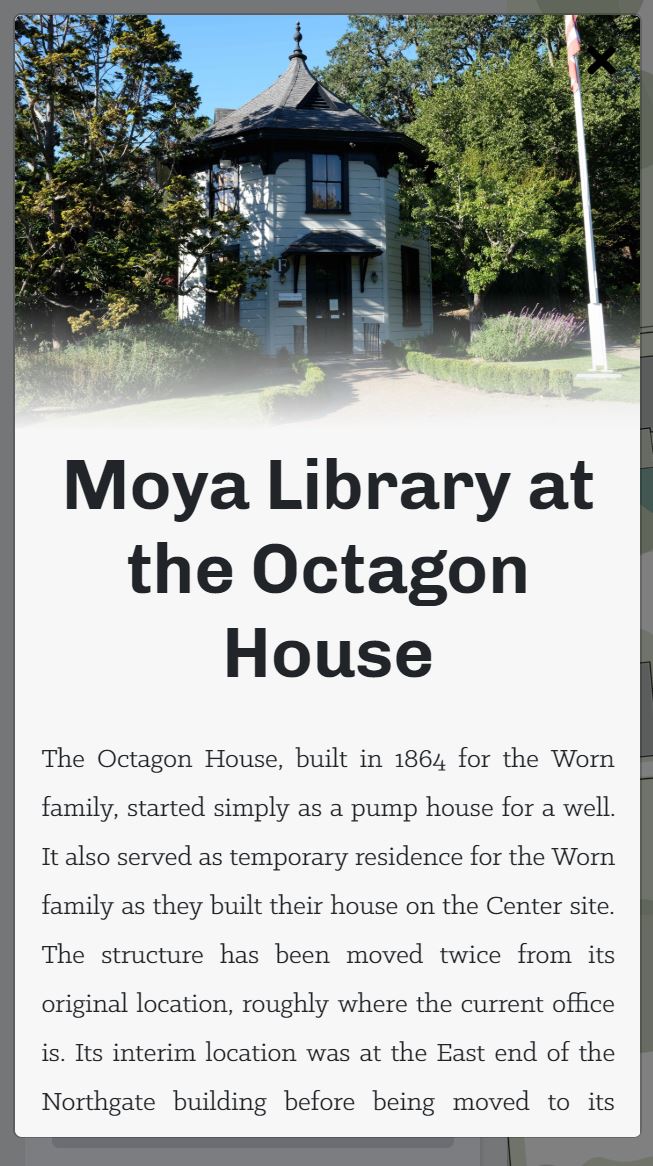 Moya Library at
the Octagon
House
The Octagon House, built in 1864 for the Worn
family, started simply as a pump house for a well.
It also served as temporary residence for the Worn
family as they built their house on the Center site.
The structure has been moved twice from its
original location, roughly where the current office
is. Its interim location was at the East end of the
Northgate building before being moved to its